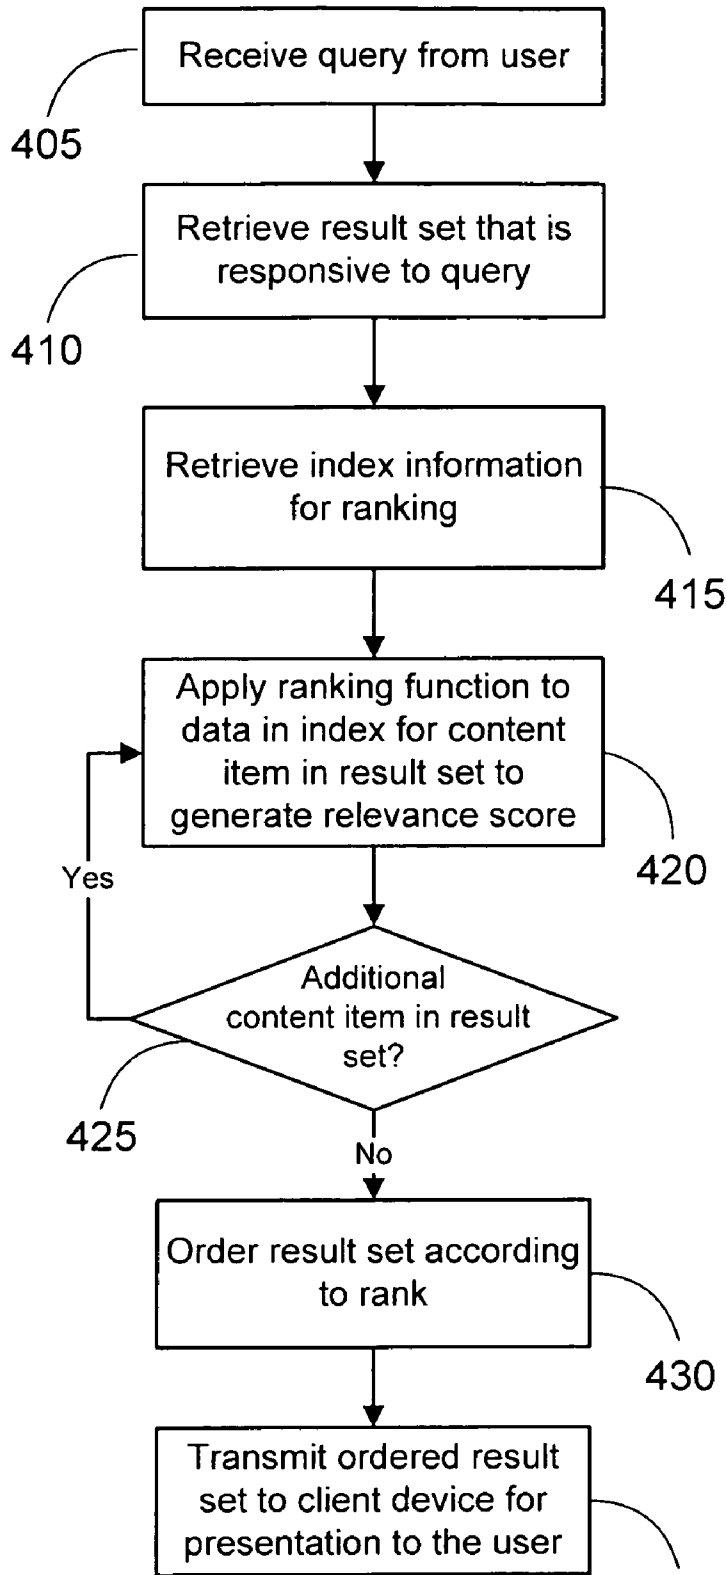 Receive query from user
405
Retrieve result set that is
responsive to query
410
Retrieve index information
for ranking
415
Apply ranking function to
data in index for content
item in result set to
generate relevance score
420
Yes
Additional
content item in result
set?
425
No
Order result set according
to rank
430
Transmit ordered result
set to client device for
presentation to the user